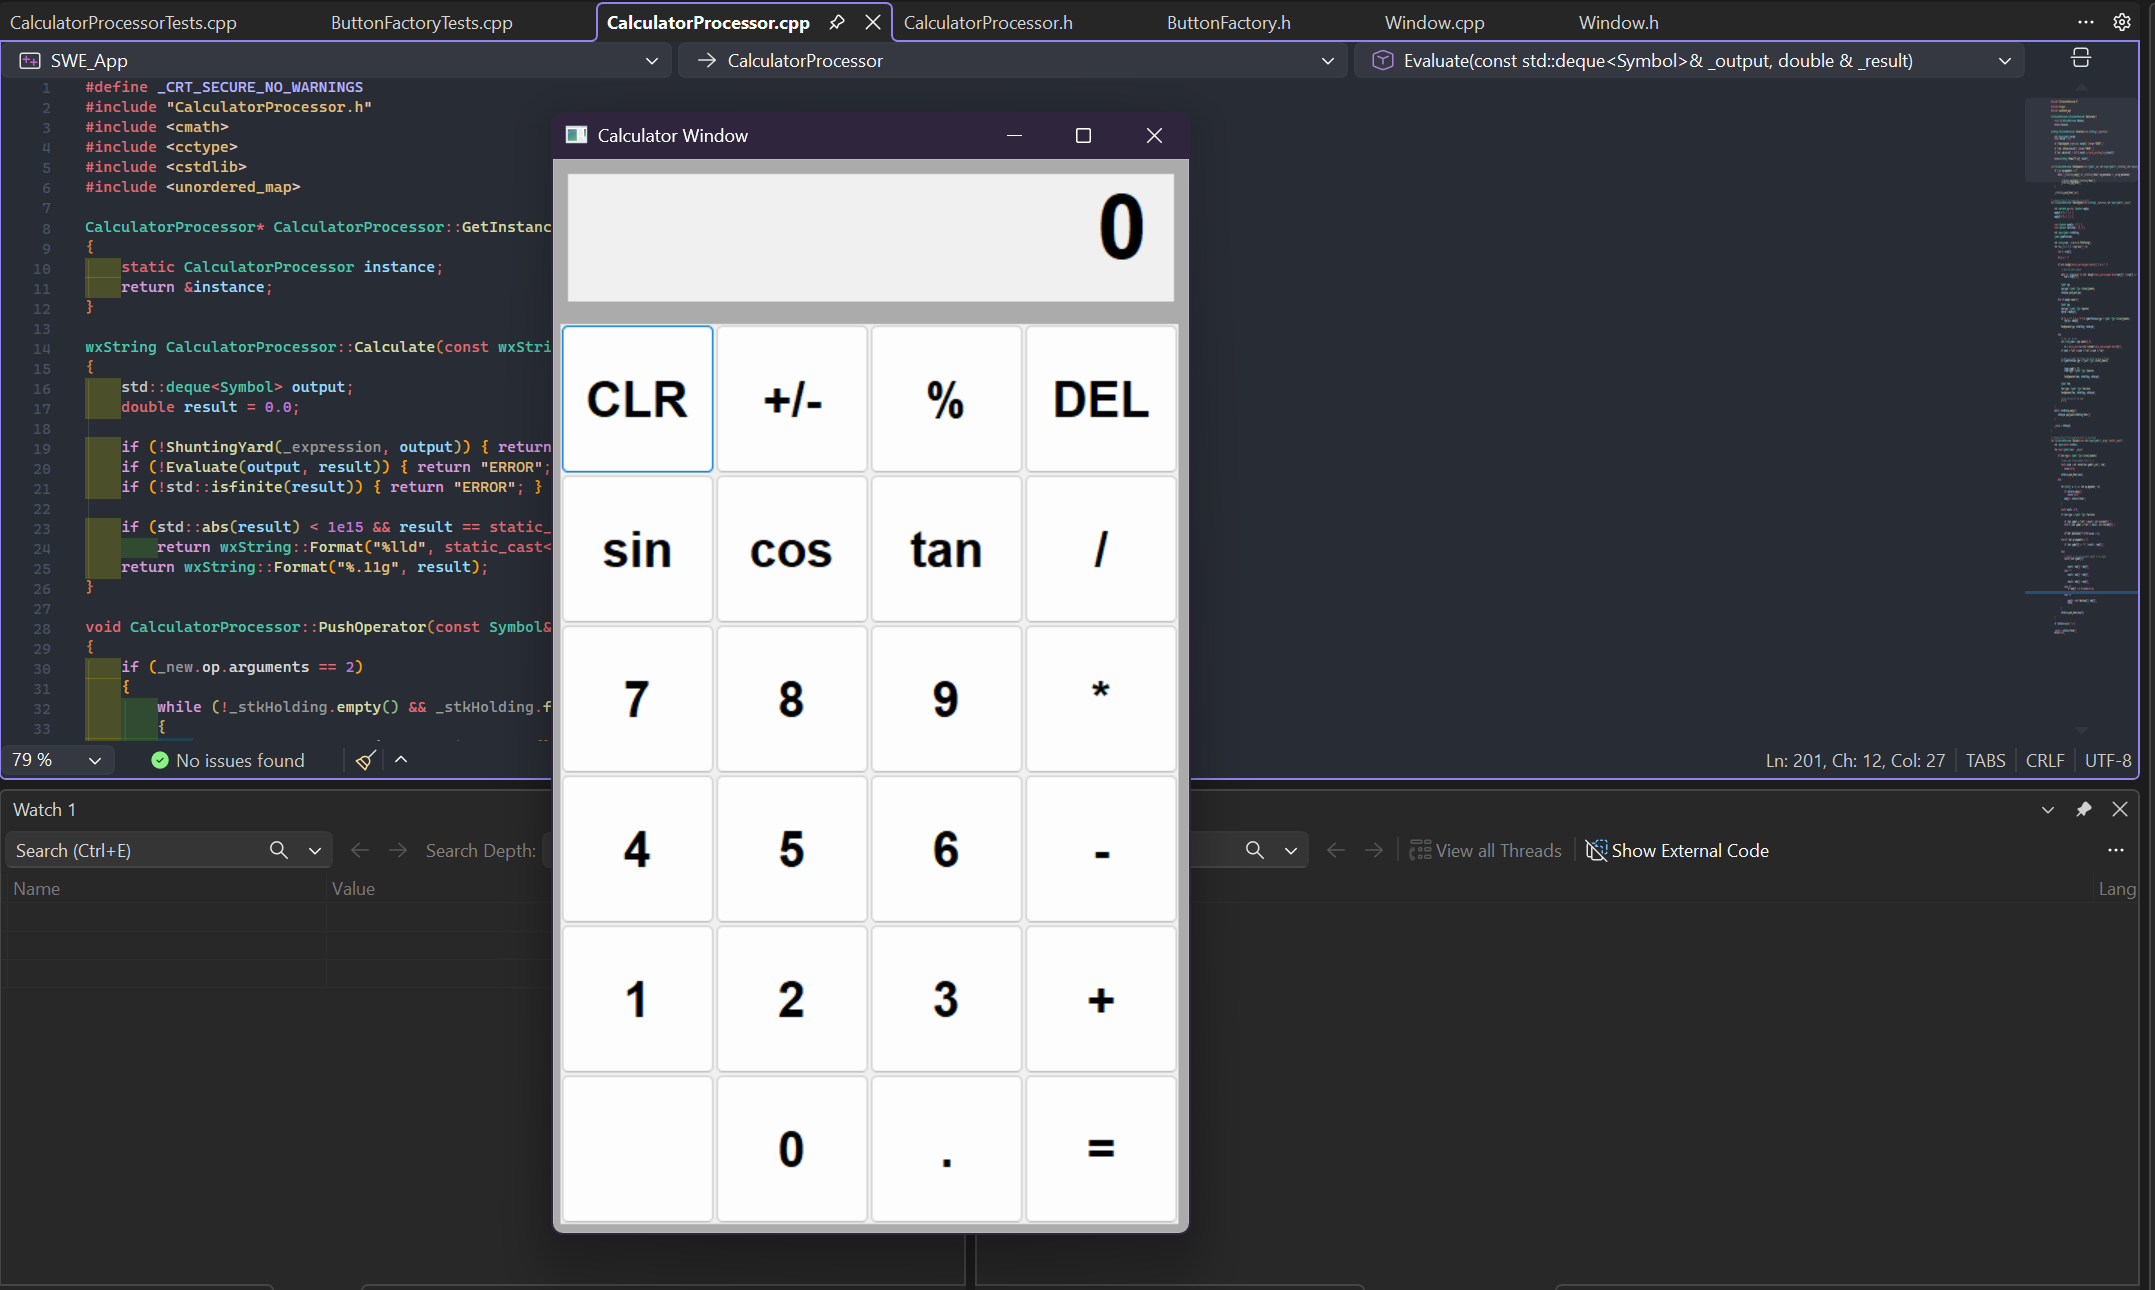 CalculatorProcessorTests.cpp ButtonFactoryTests.cpp CalculatorProcessor.cpp CalculatorProcessor.h ButtonFactory.h Window.cpp Window.h
SWE_App CalculatorProcessor Evaluate(const std::deque<Symbol>& _output, double & _result)
1 #define _CRT_SECURE_NO_WARNINGS
2 #include "CalculatorProcessor.h"
3 #include <cmath>
4 #include <cctype>
5 #include <cstdlib>
6 #include <unordered_map>
7
8 CalculatorProcessor* CalculatorProcessor::GetInstanc
9 {
10 static CalculatorProcessor instance;
11 return &instance;
12 }
13
14 wxString CalculatorProcessor::Calculate(const wxStri
15 {
16 std::deque<Symbol> output;
17 double result = 0.0;
18
19 if (!ShuntingYard(_expression, output)) { return
20 if (!Evaluate(output, result)) { return "ERROR";
21 if (!std::isfinite(result)) { return "ERROR"; }
22
23 if (std::abs(result) < 1e15 && result == static_
24 return wxString::Format("%lld", static_cast<
25 return wxString::Format("%.11g", result);
26 }
27
28 void CalculatorProcessor::PushOperator(const Symbol&
29 {
30 if (_new.op.arguments == 2)
31 {
32 while (!_stkHolding.empty() && _stkHolding.f
33 {
79 % No issues found Ln: 201, Ch: 12, Col: 27 TABS CRLF UTF-8
Calculator Window
0
CLR +/- % DEL
sin cos tan /
7 8 9 *
4 5 6 -
1 2 3 +
0 . =
Watch 1
Search (Ctrl+E) Search Depth: View all Threads Show External Code
Name Value Lang